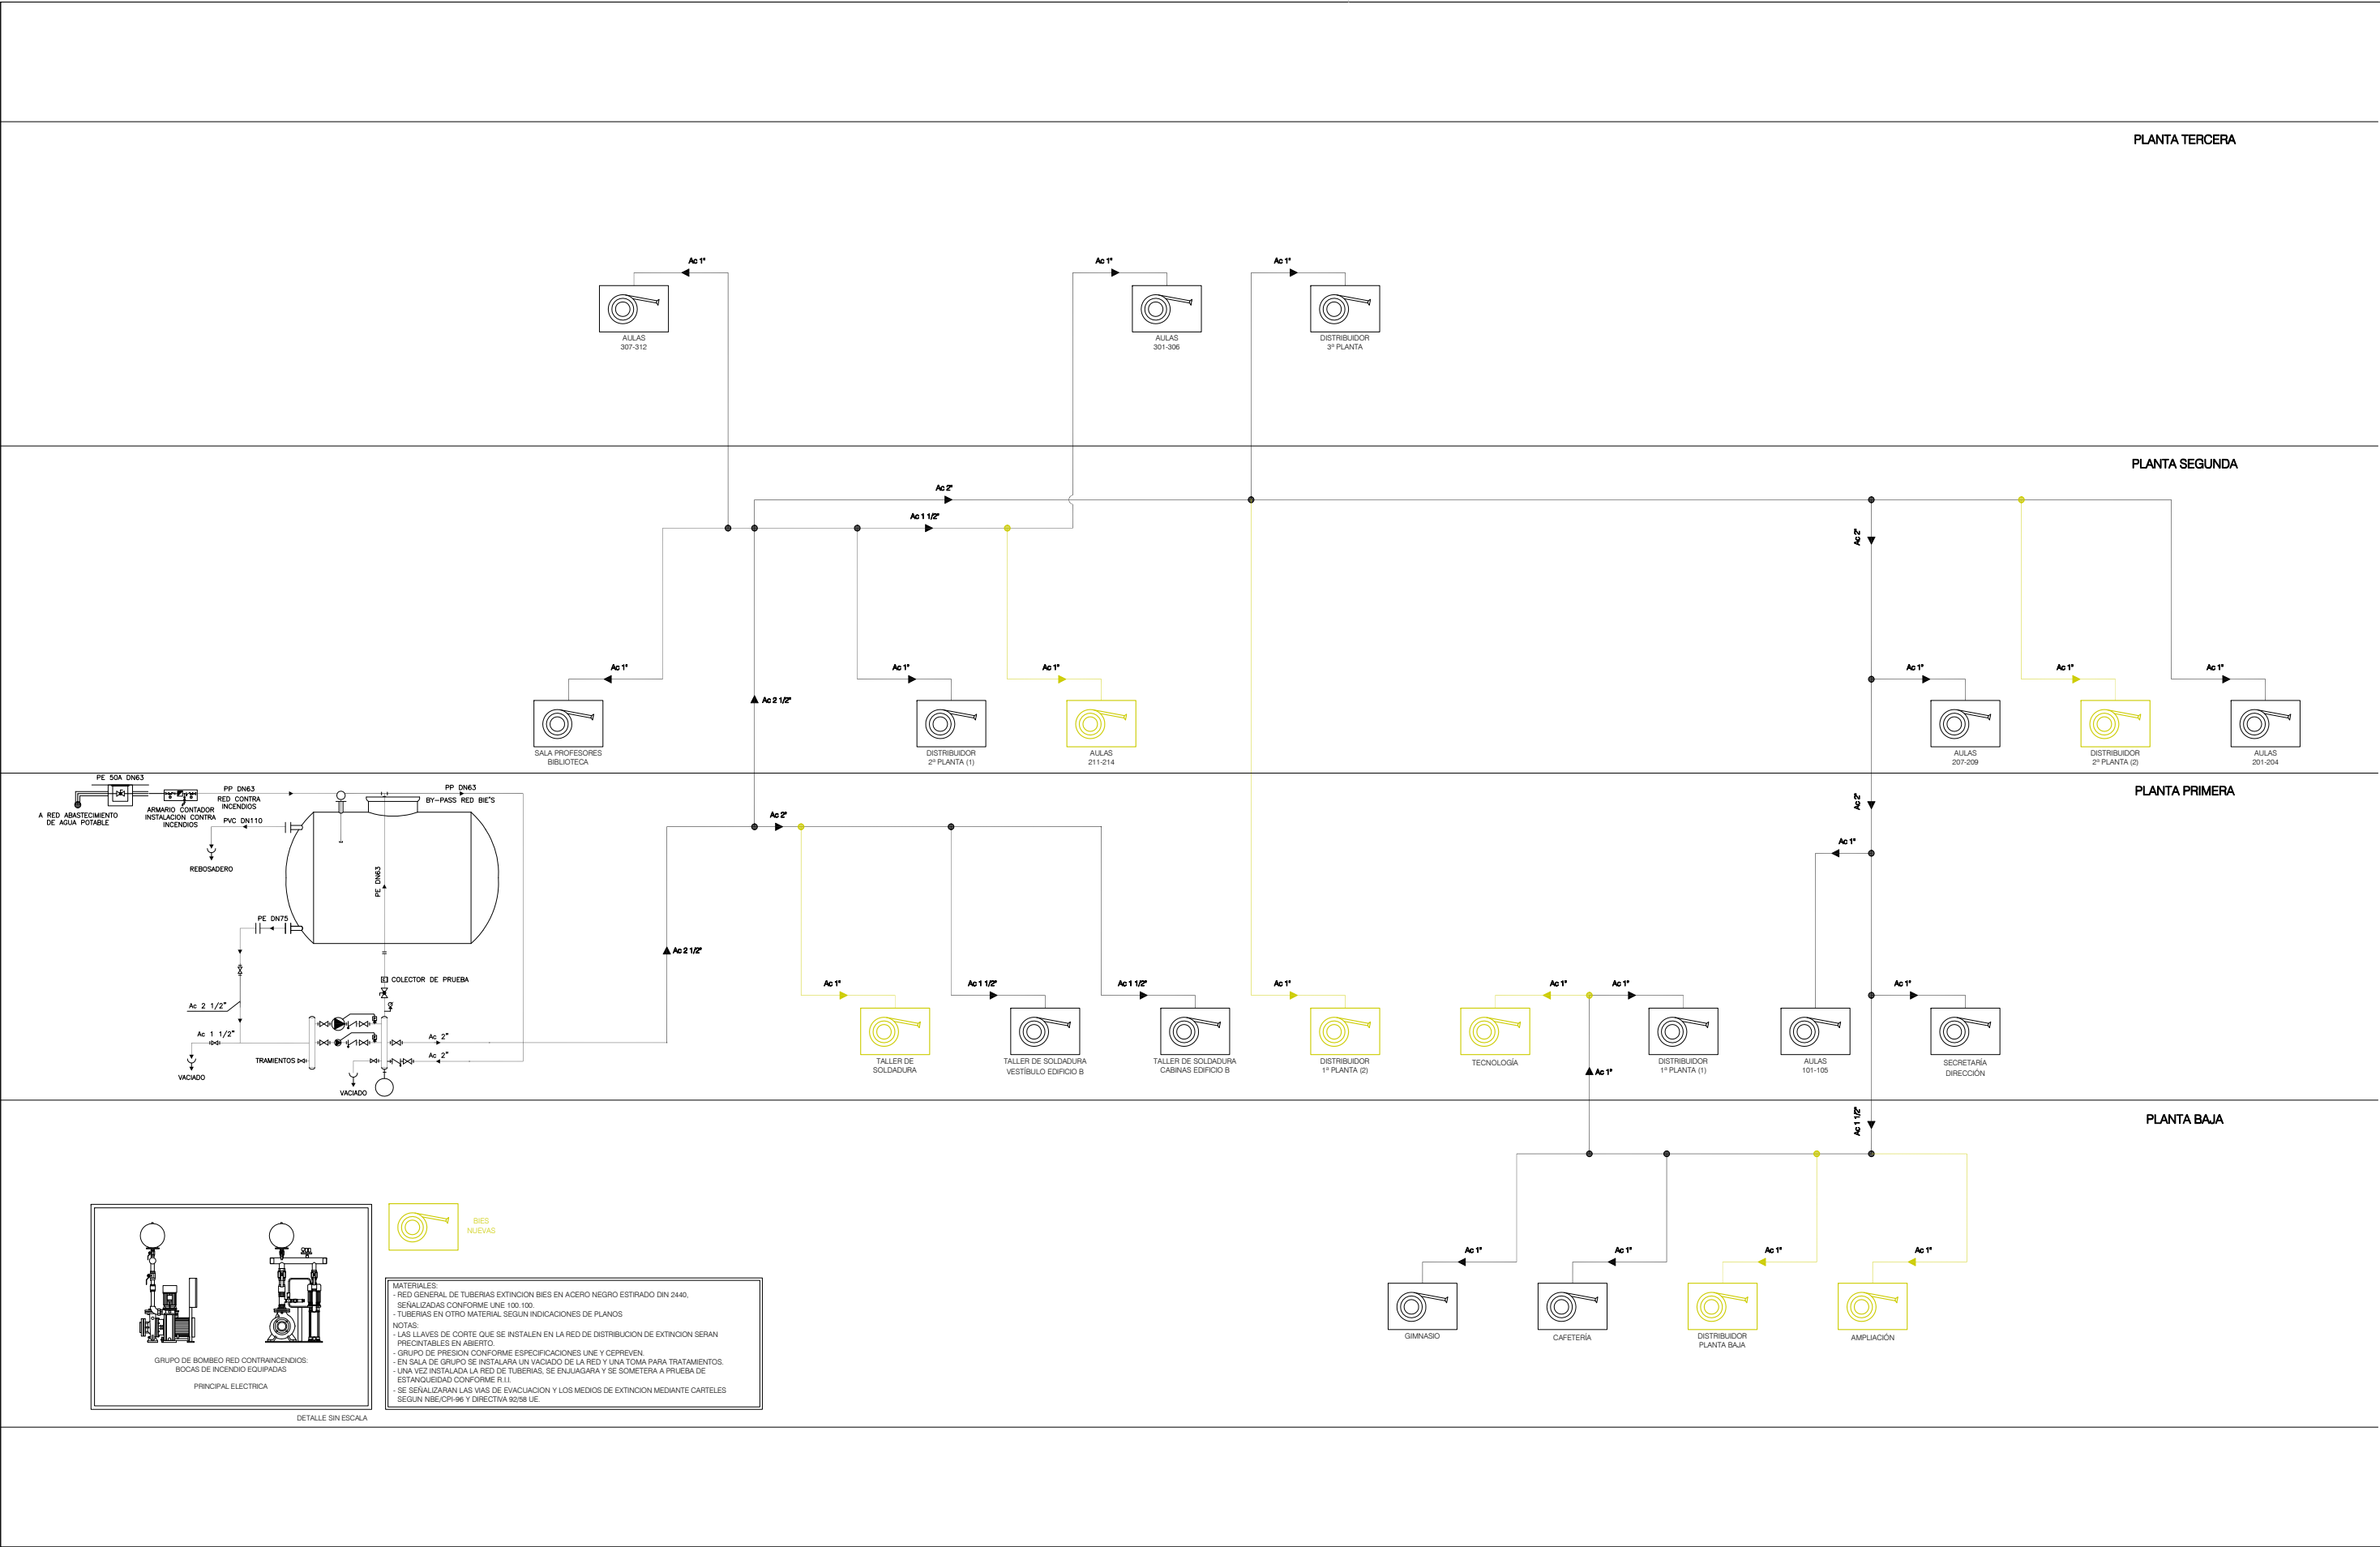 PLANTA TERCERA
Ac 1"
Ac 1"
Ac 1"
AULAS
307-312
AULAS
301-306
DISTRIBUIDOR
3ª PLANTA
PLANTA SEGUNDA
Ac 2"
Ac 1 1/2"
Ac 2"
Ac 1"
Ac 1"
Ac 1"
Ac 1"
Ac 1"
Ac 1"
Ac 2 1/2"
SALA PROFESORES
BIBLIOTECA
DISTRIBUIDOR
2ª PLANTA (1)
AULAS
211-214
AULAS
207-209
DISTRIBUIDOR
2ª PLANTA (2)
AULAS
201-204
PLANTA PRIMERA
PE 50A DN63
A RED ABASTECIMIENTO
DE AGUA POTABLE
ARMARIO CONTADOR
INSTALACION CONTRA
INCENDIOS
PP DN63
RED CONTRA
INCENDIOS
PVC DN110
REBOSADERO
PP DN63
BY-PASS RED BIE'S
PE DN63
PE DN75
COLECTOR DE PRUEBA
Ac 2 1/2"
Ac 1 1/2"
VACIADO
TRAMIENTOS
VACIADO
Ac 2"
Ac 2"
Ac 2 1/2"
Ac 2"
Ac 2"
Ac 1"
Ac 1"
Ac 1 1/2"
Ac 1 1/2"
Ac 1"
Ac 1"
Ac 1"
Ac 1"
TALLER DE
SOLDADURA
TALLER DE SOLDADURA
VESTÍBULO EDIFICIO B
TALLER DE SOLDADURA
CABINAS EDIFICIO B
DISTRIBUIDOR
1ª PLANTA (2)
TECNOLOGÍA
DISTRIBUIDOR
1ª PLANTA (1)
AULAS
101-105
SECRETARÍA
DIRECCIÓN
Ac 1"
PLANTA BAJA
Ac 1 1/2"
Ac 1"
Ac 1"
Ac 1"
Ac 1"
GIMNASIO
CAFETERÍA
DISTRIBUIDOR
PLANTA BAJA
AMPLIACIÓN
BIES
NUEVAS
GRUPO DE BOMBEO RED CONTRAINCENDIOS:
BOCAS DE INCENDIO EQUIPADAS
PRINCIPAL ELECTRICA
DETALLE SIN ESCALA
MATERIALES:
- RED GENERAL DE TUBERIAS EXTINCION BIES EN ACERO NEGRO ESTIRADO DIN 2440,
SEÑALIZADAS CONFORME UNE 100.100.
- TUBERIAS EN OTRO MATERIAL SEGUN INDICACIONES DE PLANOS
NOTAS:
- LAS LLAVES DE CORTE QUE SE INSTALEN EN LA RED DE DISTRIBUCION DE EXTINCION SERAN
PRECINTABLES EN ABIERTO.
- GRUPO DE PRESION CONFORME ESPECIFICACIONES UNE Y CEPREVEN.
- EN SALA DE GRUPO SE INSTALARA UN VACIADO DE LA RED Y UNA TOMA PARA TRATAMIENTOS.
- UNA VEZ INSTALADA LA RED DE TUBERIAS, SE ENJUAGARA Y SE SOMETERA A PRUEBA DE
ESTANQUEIDAD CONFORME R.I.I.
- SE SEÑALIZARAN LAS VIAS DE EVACUACION Y LOS MEDIOS DE EXTINCION MEDIANTE CARTELES
SEGUN NBE/CPI-96 Y DIRECTIVA 92/58 UE.